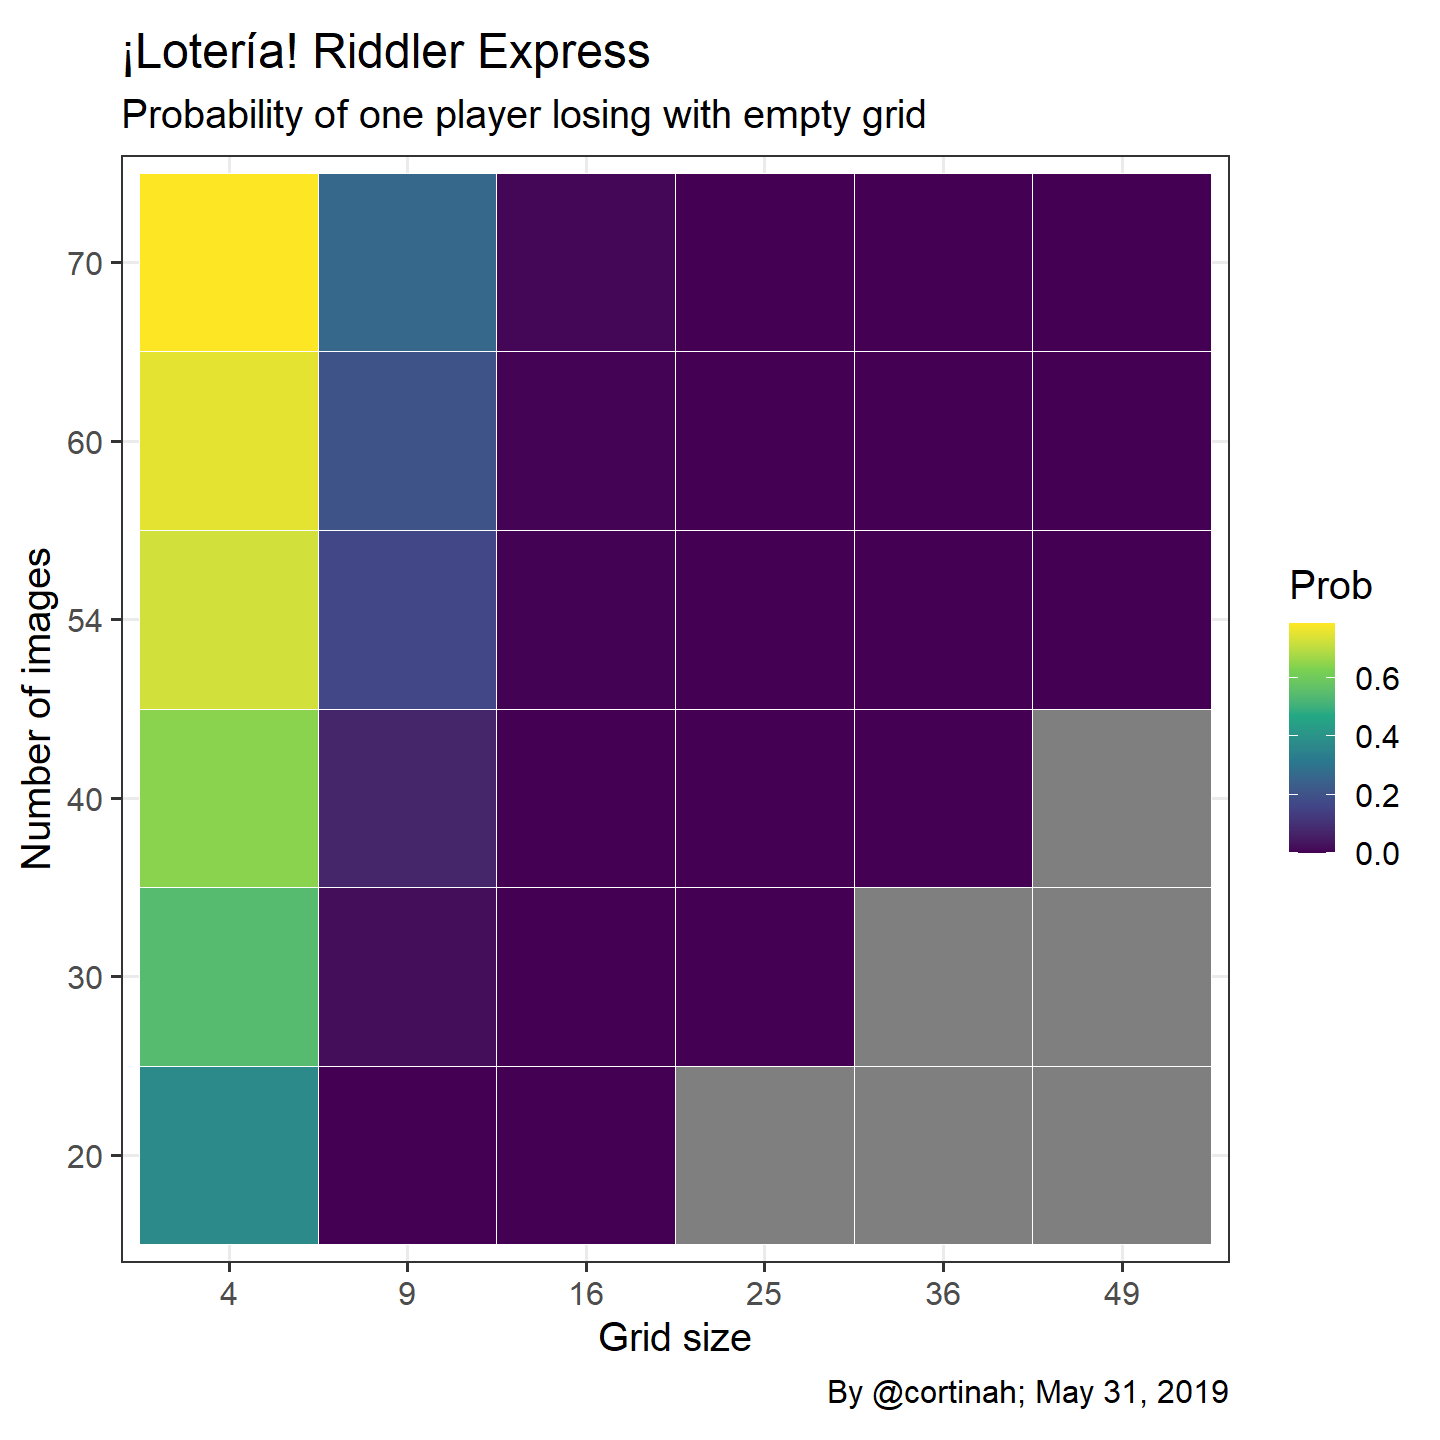 ¡Lotería! Riddler Express
Probability of one player losing with empty grid
Number of images
70
60
54
40
30
20
4 9 16 25 36 49
Grid size
Prob
0.6
0.4
0.2
0.0
By @cortinah; May 31, 2019